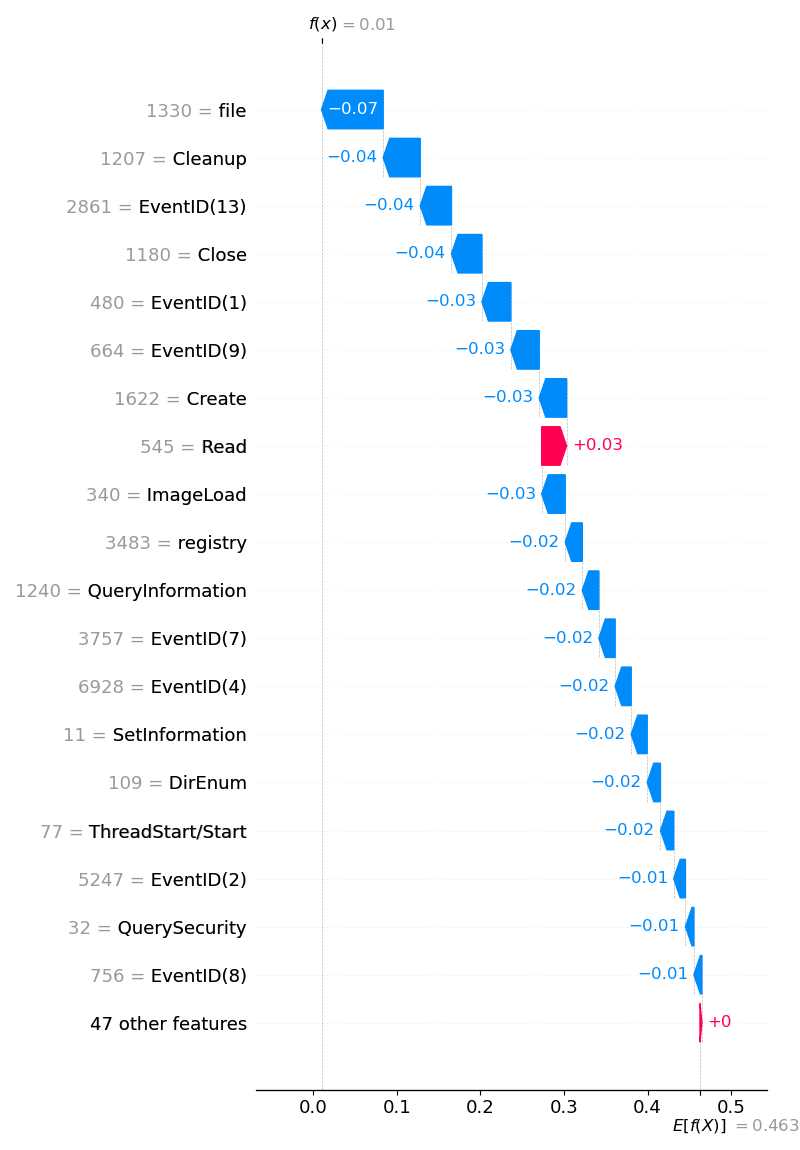 f(x) = 0.01
1330 = file −0.07
1207 = Cleanup −0.04
2861 = EventID(13) −0.04
1180 = Close −0.04
480 = EventID(1) −0.03
664 = EventID(9) −0.03
1622 = Create −0.03
545 = Read +0.03
340 = ImageLoad −0.03
3483 = registry −0.02
1240 = QueryInformation −0.02
3757 = EventID(7) −0.02
6928 = EventID(4) −0.02
11 = SetInformation −0.02
109 = DirEnum −0.02
77 = ThreadStart/Start −0.02
5247 = EventID(2) −0.01
32 = QuerySecurity −0.01
756 = EventID(8) −0.01
47 other features +0
0.0 0.1 0.2 0.3 0.4 0.5
E[f(X)] = 0.463